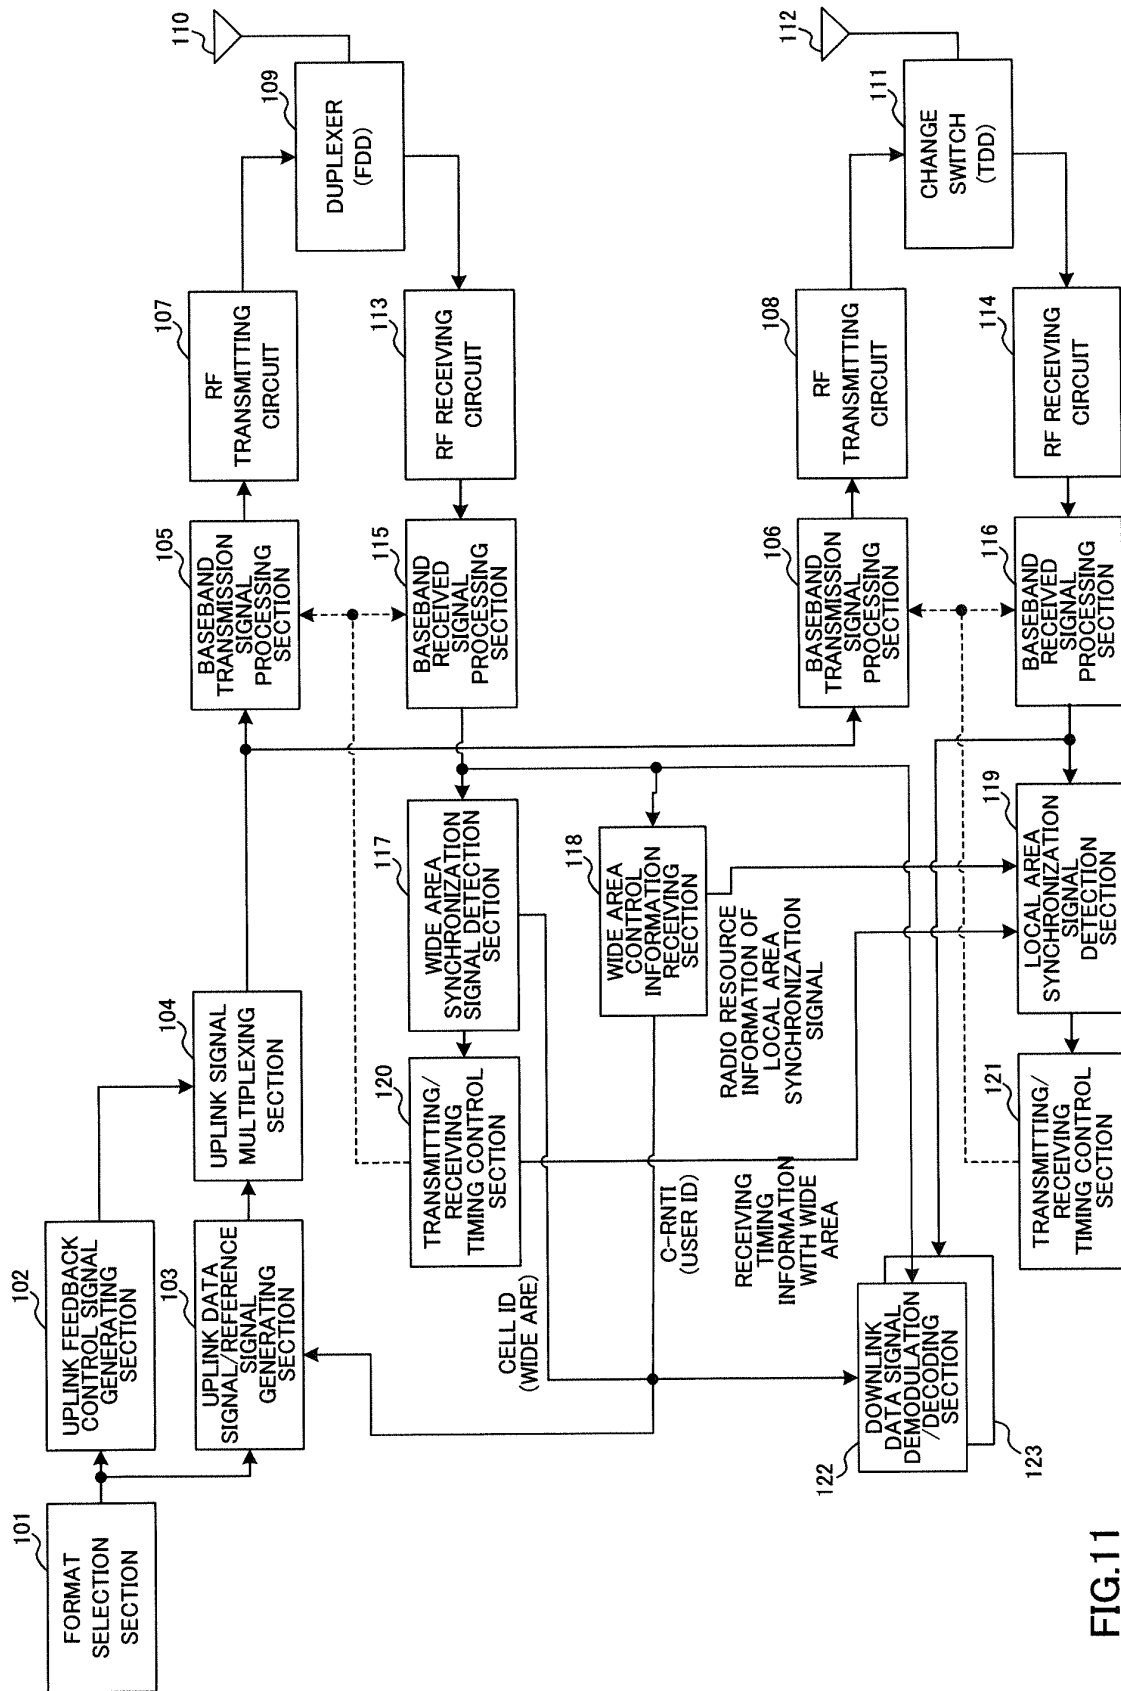 101
FORMAT
SELECTION
SECTION
102
UPLINK FEEDBACK
CONTROL SIGNAL
GENERATING
SECTION
103
UPLINK DATA
SIGNAL/REFERENCE
SIGNAL
GENERATING
SECTION
104
UPLINK SIGNAL
MULTIPLEXING
SECTION
105
BASEBAND
TRANSMISSION
SIGNAL
PROCESSING
SECTION
107
RF
TRANSMITTING
CIRCUIT
109
DUPLEXER
(FDD)
110
113
RF RECEIVING
CIRCUIT
115
BASEBAND
RECEIVED
SIGNAL
PROCESSING
SECTION
117
WIDE AREA
SYNCHRONIZATION
SIGNAL DETECTION
SECTION
120
TRANSMITTING/
RECEIVING
TIMING CONTROL
SECTION
CELL ID
(WIDE ARE)
118
WIDE AREA
CONTROL
INFORMATION
RECEIVING
SECTION
C-RNTI
(USER ID)
RADIO RESOURCE
INFORMATION OF
LOCAL AREA
SYNCHRONIZATION
SIGNAL
RECEIVING
TIMING
INFORMATION
WITH WIDE
AREA
106
BASEBAND
TRANSMISSION
SIGNAL
PROCESSING
SECTION
108
RF
TRANSMITTING
CIRCUIT
111
CHANGE
SWITCH
(TDD)
112
114
RF RECEIVING
CIRCUIT
116
BASEBAND
RECEIVED
SIGNAL
PROCESSING
SECTION
119
LOCAL AREA
SYNCHRONIZATION
SIGNAL
DETECTION
SECTION
121
TRANSMITTING/
RECEIVING
TIMING CONTROL
SECTION
122
DOWNLINK
DATA SIGNAL
DEMODULATION
/DECODING
SECTION
123
FIG.11